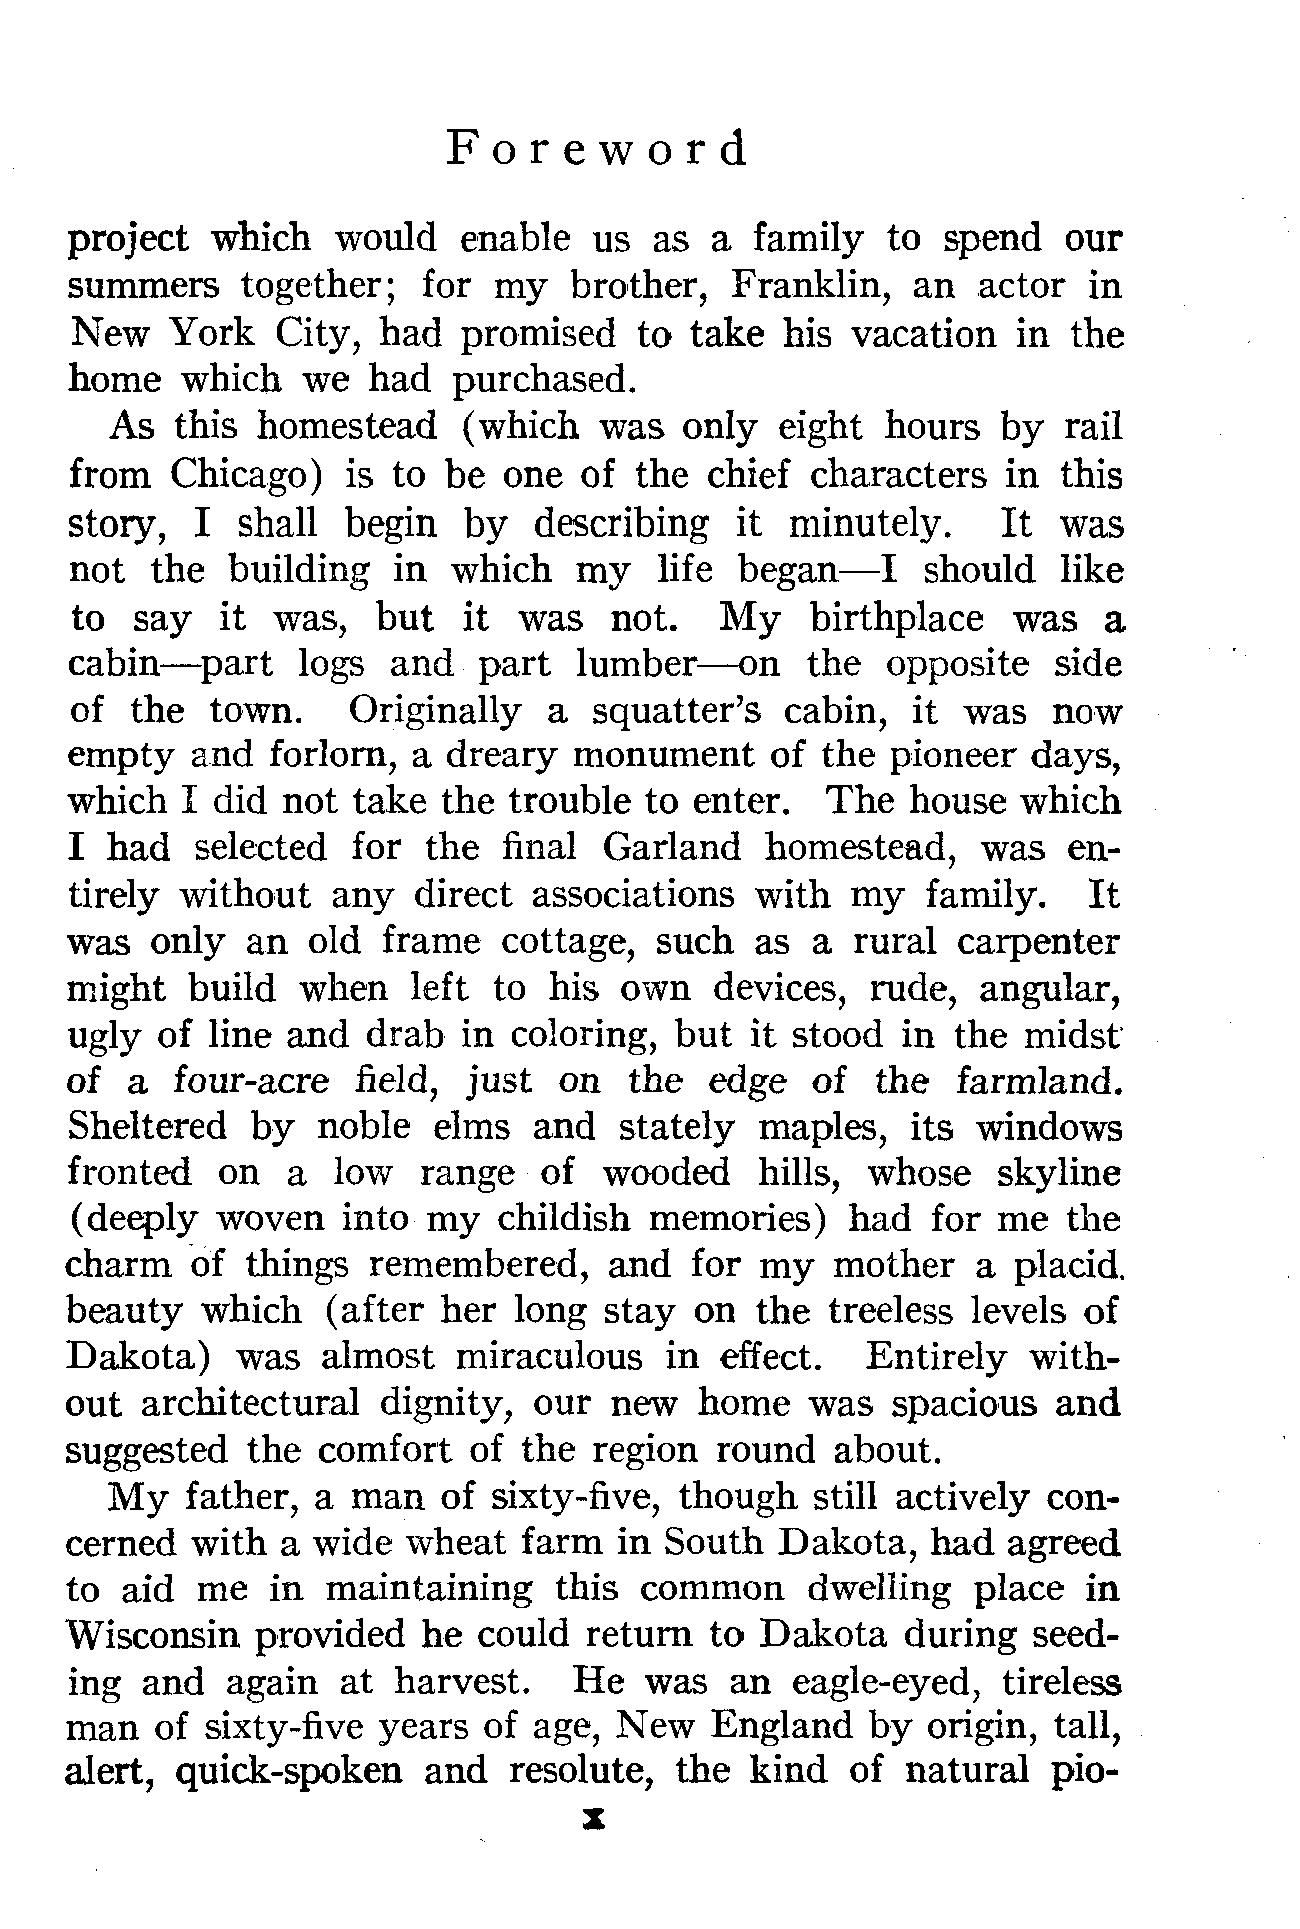 Foreword
project which would enable us as a family to spend our
summers together; for my brother, Franklin, an actor in
New York City, had promised to take his vacation in the
home which we had purchased.
As this homestead (which was only eight hours by rail
from Chicago) is to be one of the chief characters in this
story, I shall begin by describing it minutely. It was
not the building in which my life began—I should like
to say it was, but it was not. My birthplace was a
cabin—part logs and part lumber—on the opposite side
of the town. Originally a squatter's cabin, it was now
empty and forlorn, a dreary monument of the pioneer days,
which I did not take the trouble to enter. The house which
I had selected for the final Garland homestead, was en-
tirely without any direct associations with my family. It
was only an old frame cottage, such as a rural carpenter
might build when left to his own devices, rude, angular,
ugly of line and drab in coloring, but it stood in the midst
of a four-acre field, just on the edge of the farmland.
Sheltered by noble elms and stately maples, its windows
fronted on a low range of wooded hills, whose skyline
(deeply woven into my childish memories) had for me the
charm of things remembered, and for my mother a placid
beauty which (after her long stay on the treeless levels of
Dakota) was almost miraculous in effect. Entirely with-
out architectural dignity, our new home was spacious and
suggested the comfort of the region round about.
My father, a man of sixty-five, though still actively con-
cerned with a wide wheat farm in South Dakota, had agreed
to aid me in maintaining this common dwelling place in
Wisconsin provided he could return to Dakota during seed-
ing and again at harvest. He was an eagle-eyed, tireless
man of sixty-five years of age, New England by origin, tall,
alert, quick-spoken and resolute, the kind of natural pio-
x